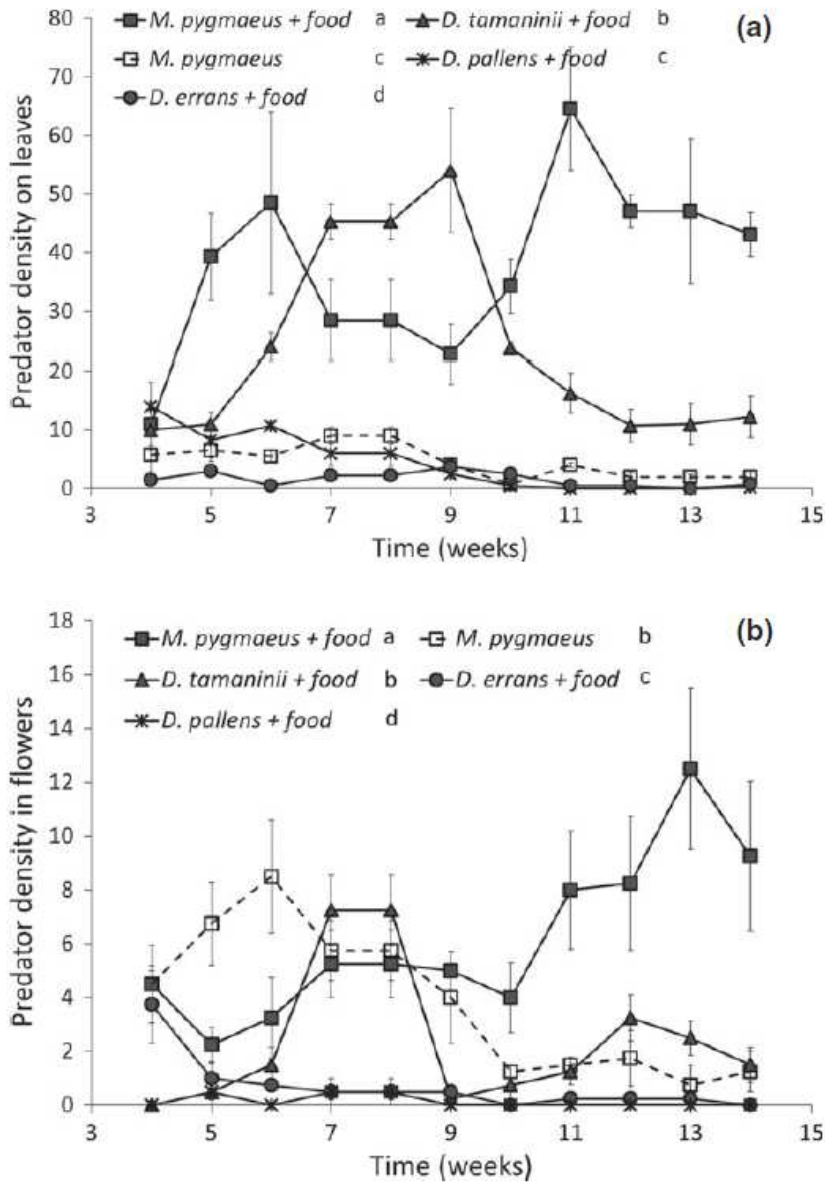 80
M. pygmaeus + food a D. tamaninii + food b (a)
70
M. pygmaeus c D. pallens + food c
60
D. errans + food d
50
40
30
20
10
0
Predator density on leaves
3 5 7 9 11 13 15
Time (weeks)
18
M. pygmaeus + food a M. pygmaeus b (b)
16
D. tamaninii + food b D. errans + food c
14
D. pallens + food d
12
10
8
6
4
2
0
Predator density in flowers
3 5 7 9 11 13 15
Time (weeks)